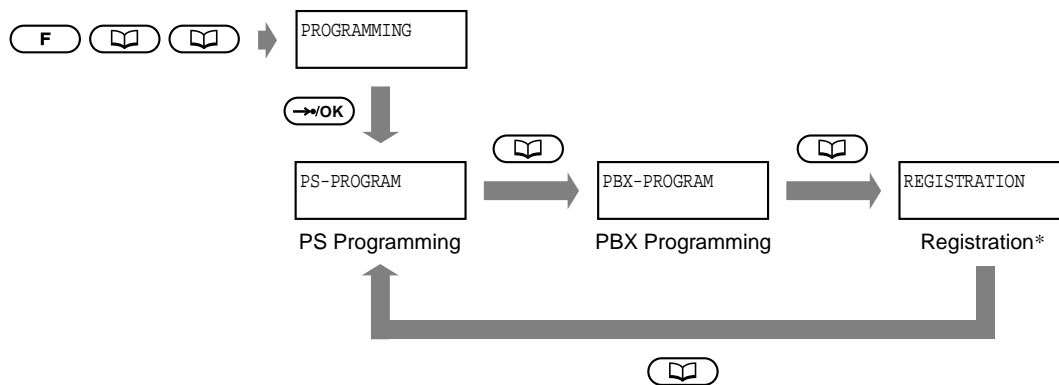 PROGRAMMING
F
→•/OK
PS-PROGRAM
PBX-PROGRAM
REGISTRATION
PS Programming
PBX Programming
Registration*